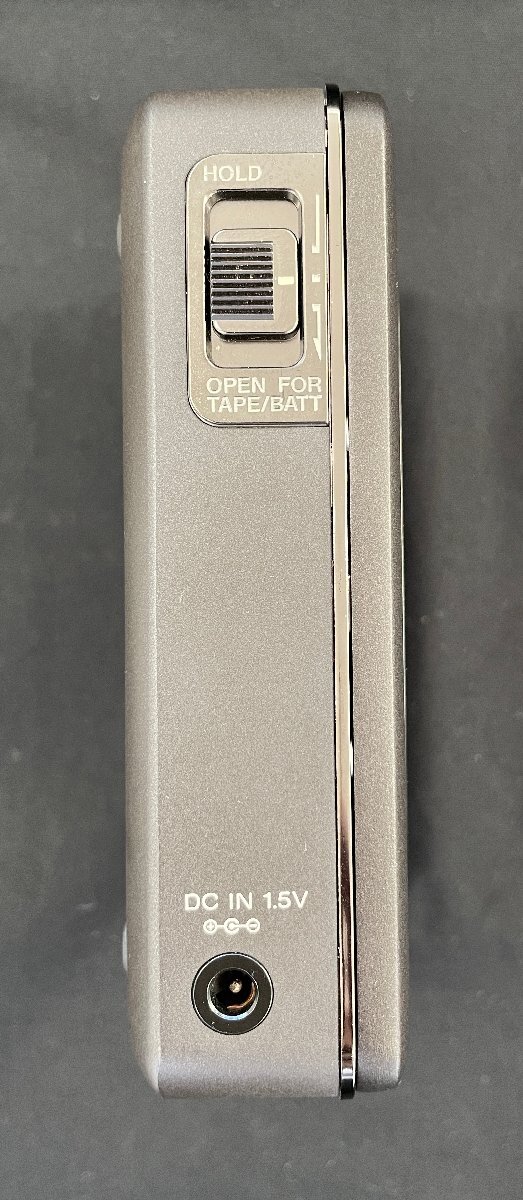 HOLD
OPEN FOR
TAPE/BATT
DC IN 1.5V